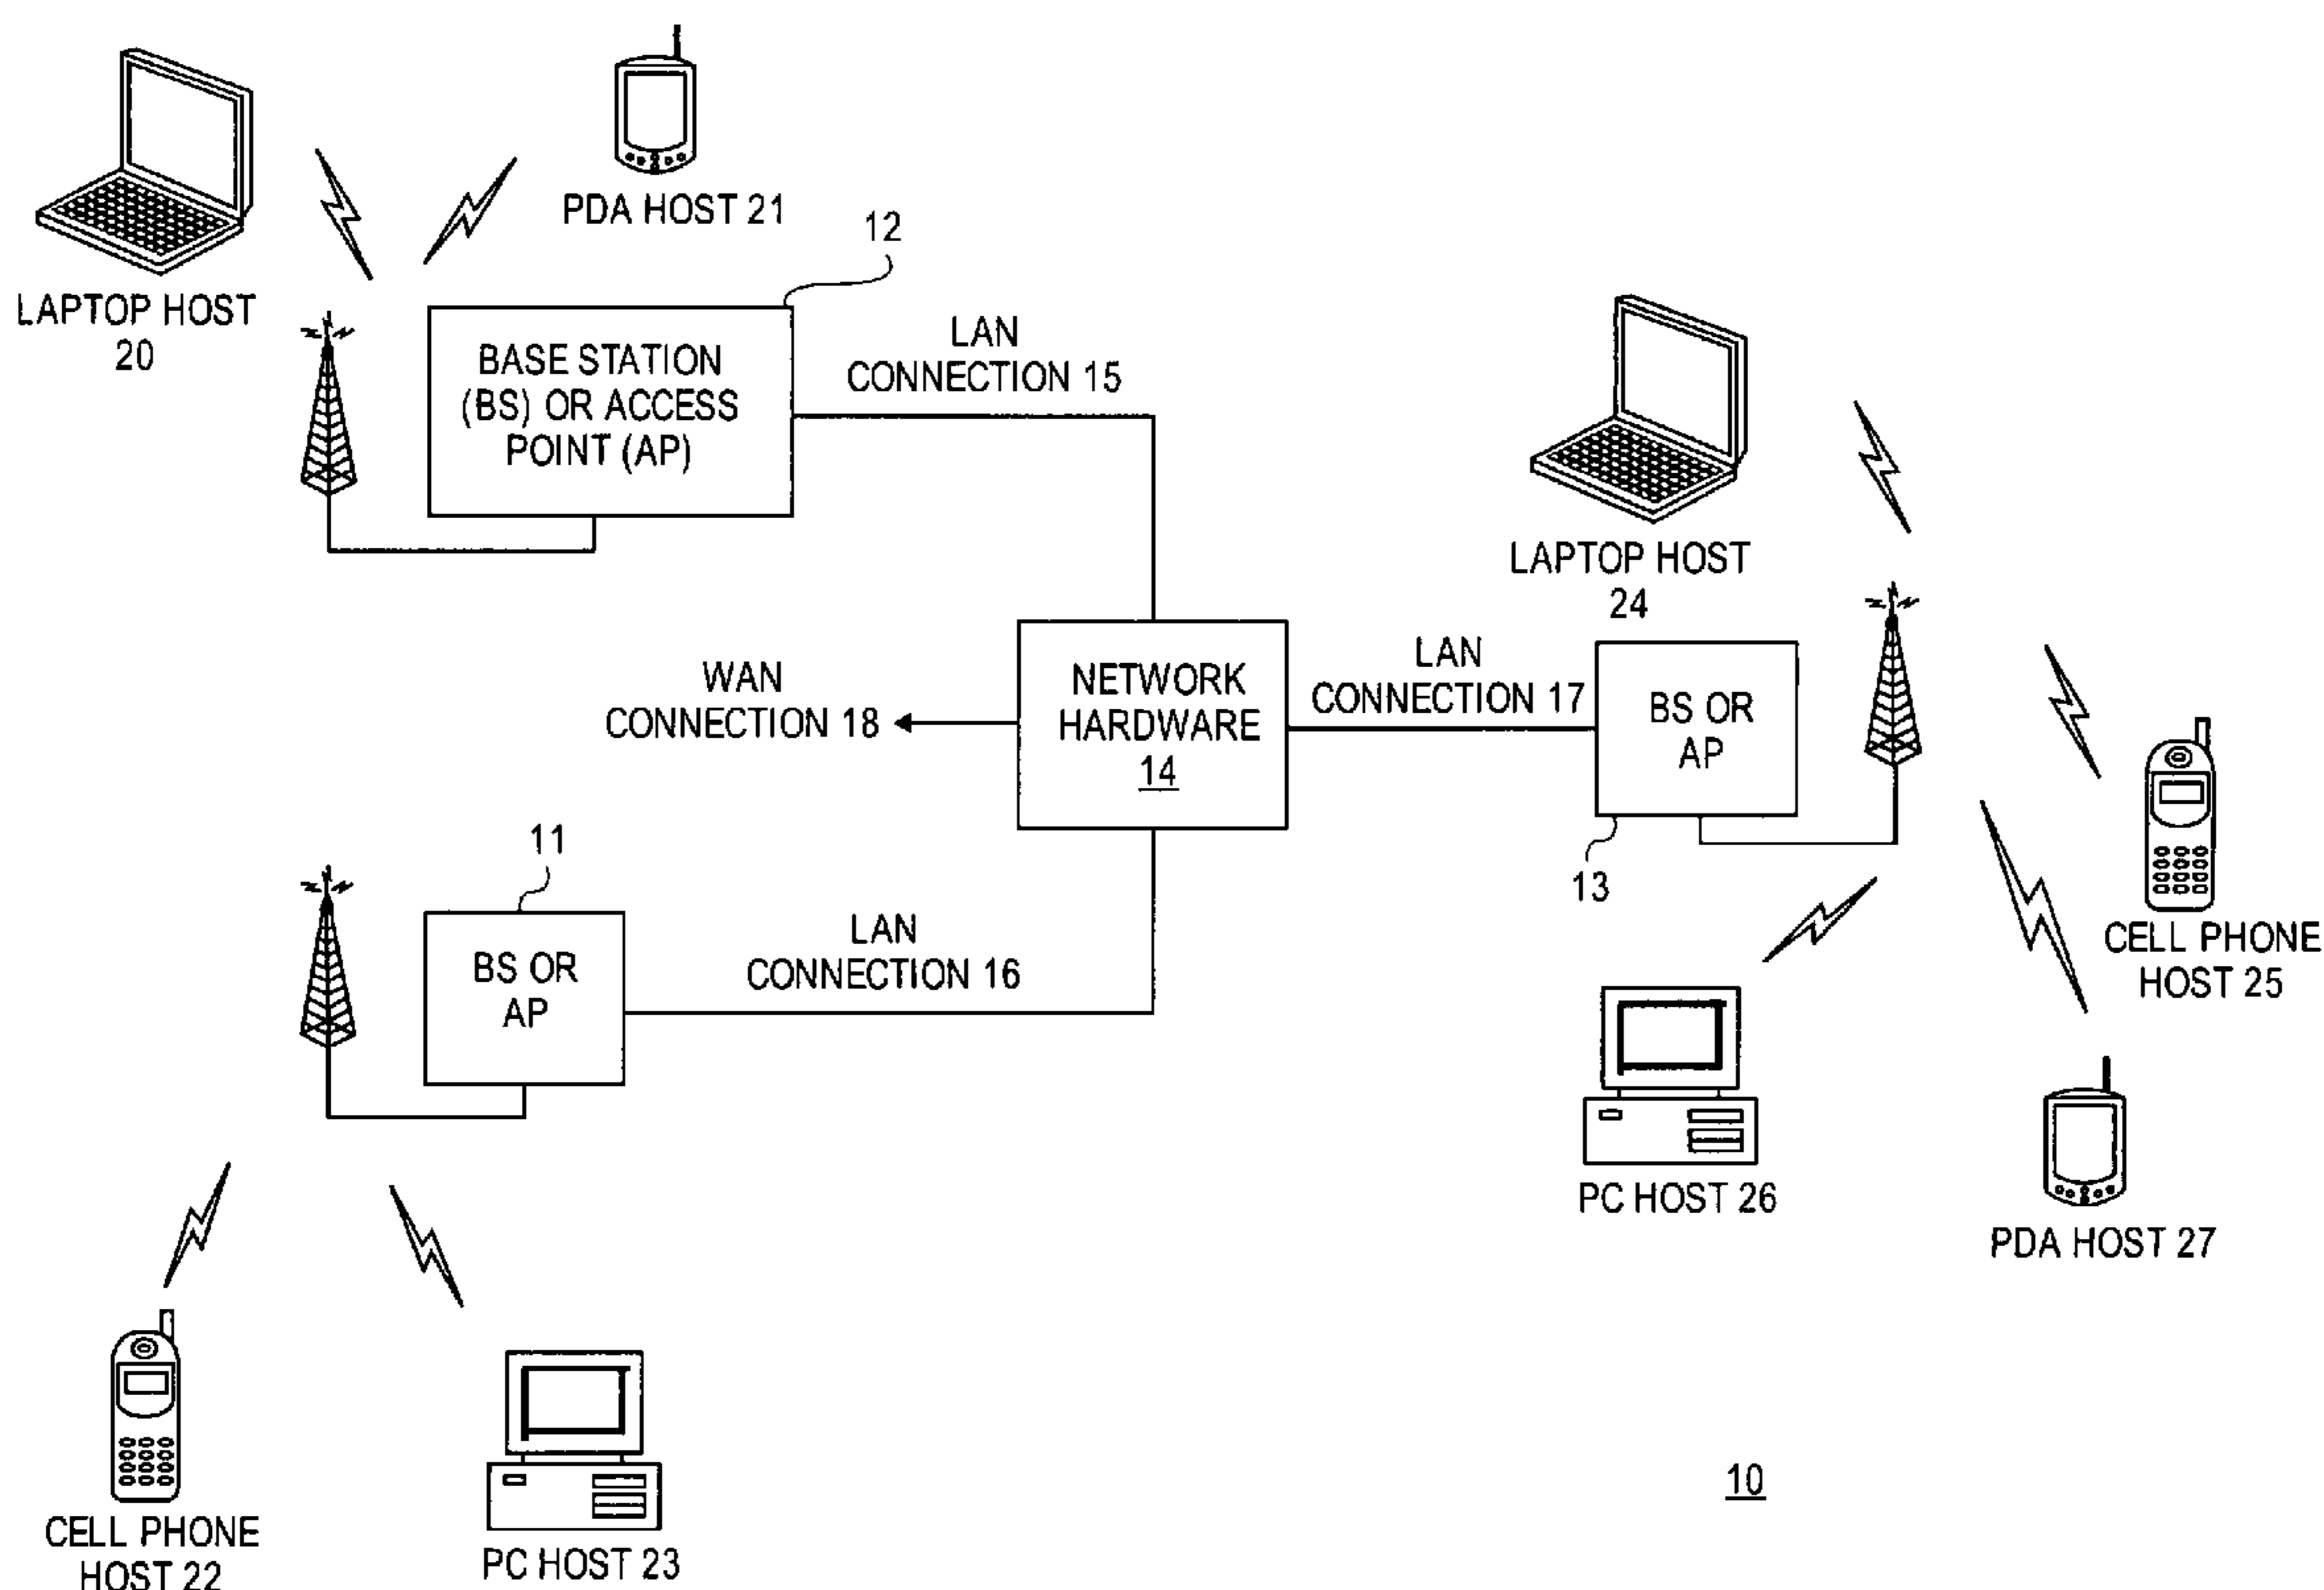 PDA HOST 21
12
LAPTOP HOST
20
BASE STATION
(BS) OR ACCESS
POINT (AP)
LAN
CONNECTION 15
LAPTOP HOST
24
WAN
CONNECTION 18
NETWORK
HARDWARE
14
LAN
CONNECTION 17
BS OR
AP
13
11
BS OR
AP
LAN
CONNECTION 16
CELL PHONE
HOST 25
PC HOST 26
PDA HOST 27
CELL PHONE
HOST 22
PC HOST 23
10